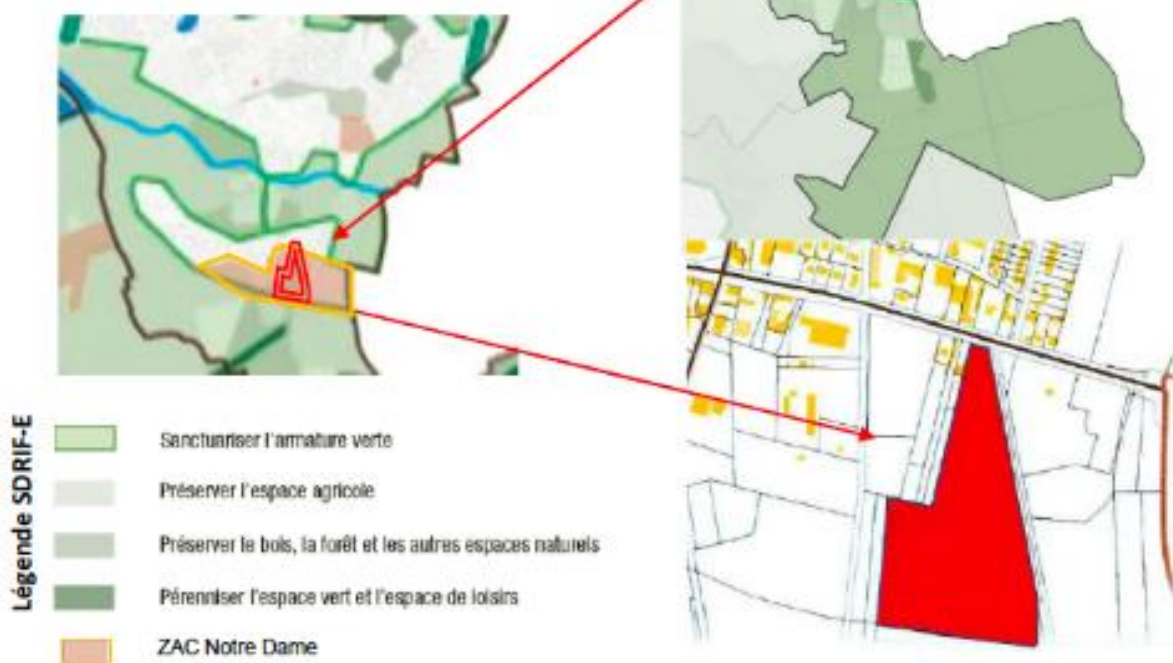 Légende SDRIF-E
Sanctuariser l'armature verte
Préserver l'espace agricole
Préserver le bois, la forêt et les autres espaces naturels
Pérenniser l'espace vert et l'espace de loisirs
ZAC Notre Dame